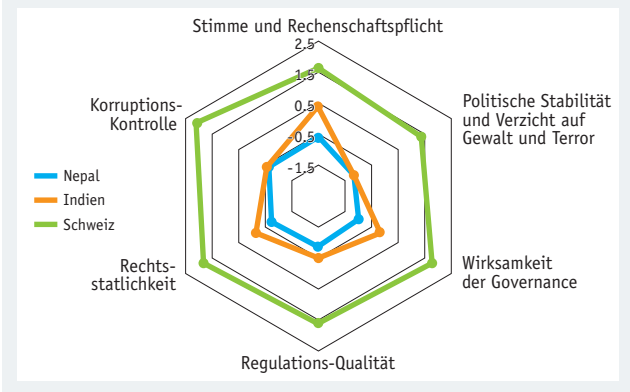 Stimme und Rechenschaftspflicht
2.5
1.5
0.5
-0.5
-1.5
Korruptions-
Kontrolle
Politische Stabilität
und Verzicht auf
Gewalt und Terror
Nepal
Indien
Schweiz
Rechts-
statlichkeit
Wirksamkeit
der Governance
Regulations-Qualität